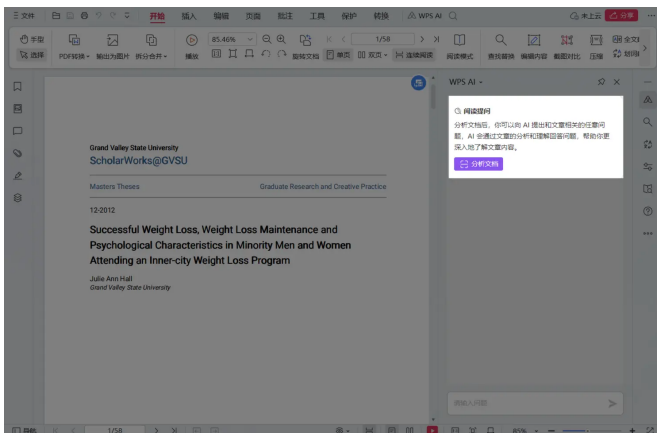 三 文件 开始 插入 编辑 页面 批注 工具 保护 转换 WPS AI 未上云 分享
手型 85.46% 1/58
选择 PDF转换 输出为图片 拆分合并 播放 旋转文档 单页 双页 连续阅读 阅读模式 查找替换 编辑内容 截图对比 压缩 全文
WPS AI
阅读提问
分析文档后，你可以向 AI 提出和文章相关的任意问
题，AI 会通过文章的分析和理解回答问题，帮助你更
深入地了解文章内容。
分析文档
Grand Valley State University
ScholarWorks@GVSU
Masters Theses Graduate Research and Creative Practice
12-2012
Successful Weight Loss, Weight Loss Maintenance and
Psychological Characteristics in Minority Men and Women
Attending an Inner-city Weight Loss Program
Julie Ann Hall
Grand Valley State University
请输入问题
导航 1/58